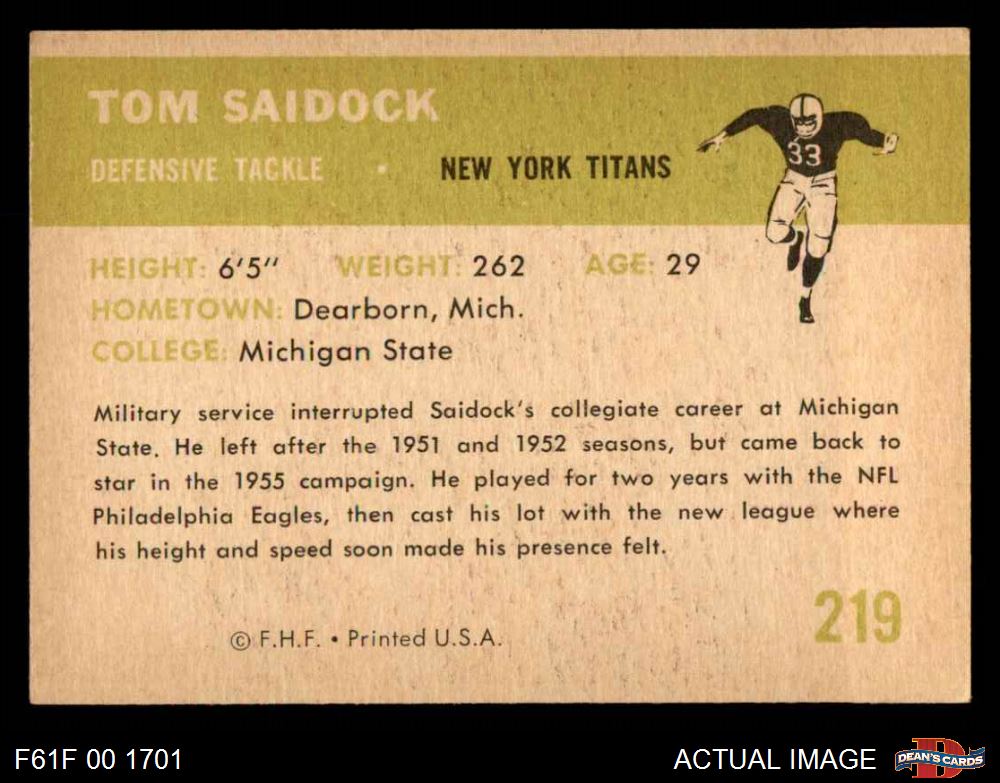 TOM SAIDOCK
DEFENSIVE TACKLE • NEW YORK TITANS
33
HEIGHT: 6'5" WEIGHT: 262 AGE: 29
HOMETOWN: Dearborn, Mich.
COLLEGE: Michigan State
Military service interrupted Saidock's collegiate career at Michigan
State. He left after the 1951 and 1952 seasons, but came back to
star in the 1955 campaign. He played for two years with the NFL
Philadelphia Eagles, then cast his lot with the new league where
his height and speed soon made his presence felt.
219
© F.H.F. • Printed U.S.A.
F61F 00 1701 ACTUAL IMAGE D DEAN'S CARDS